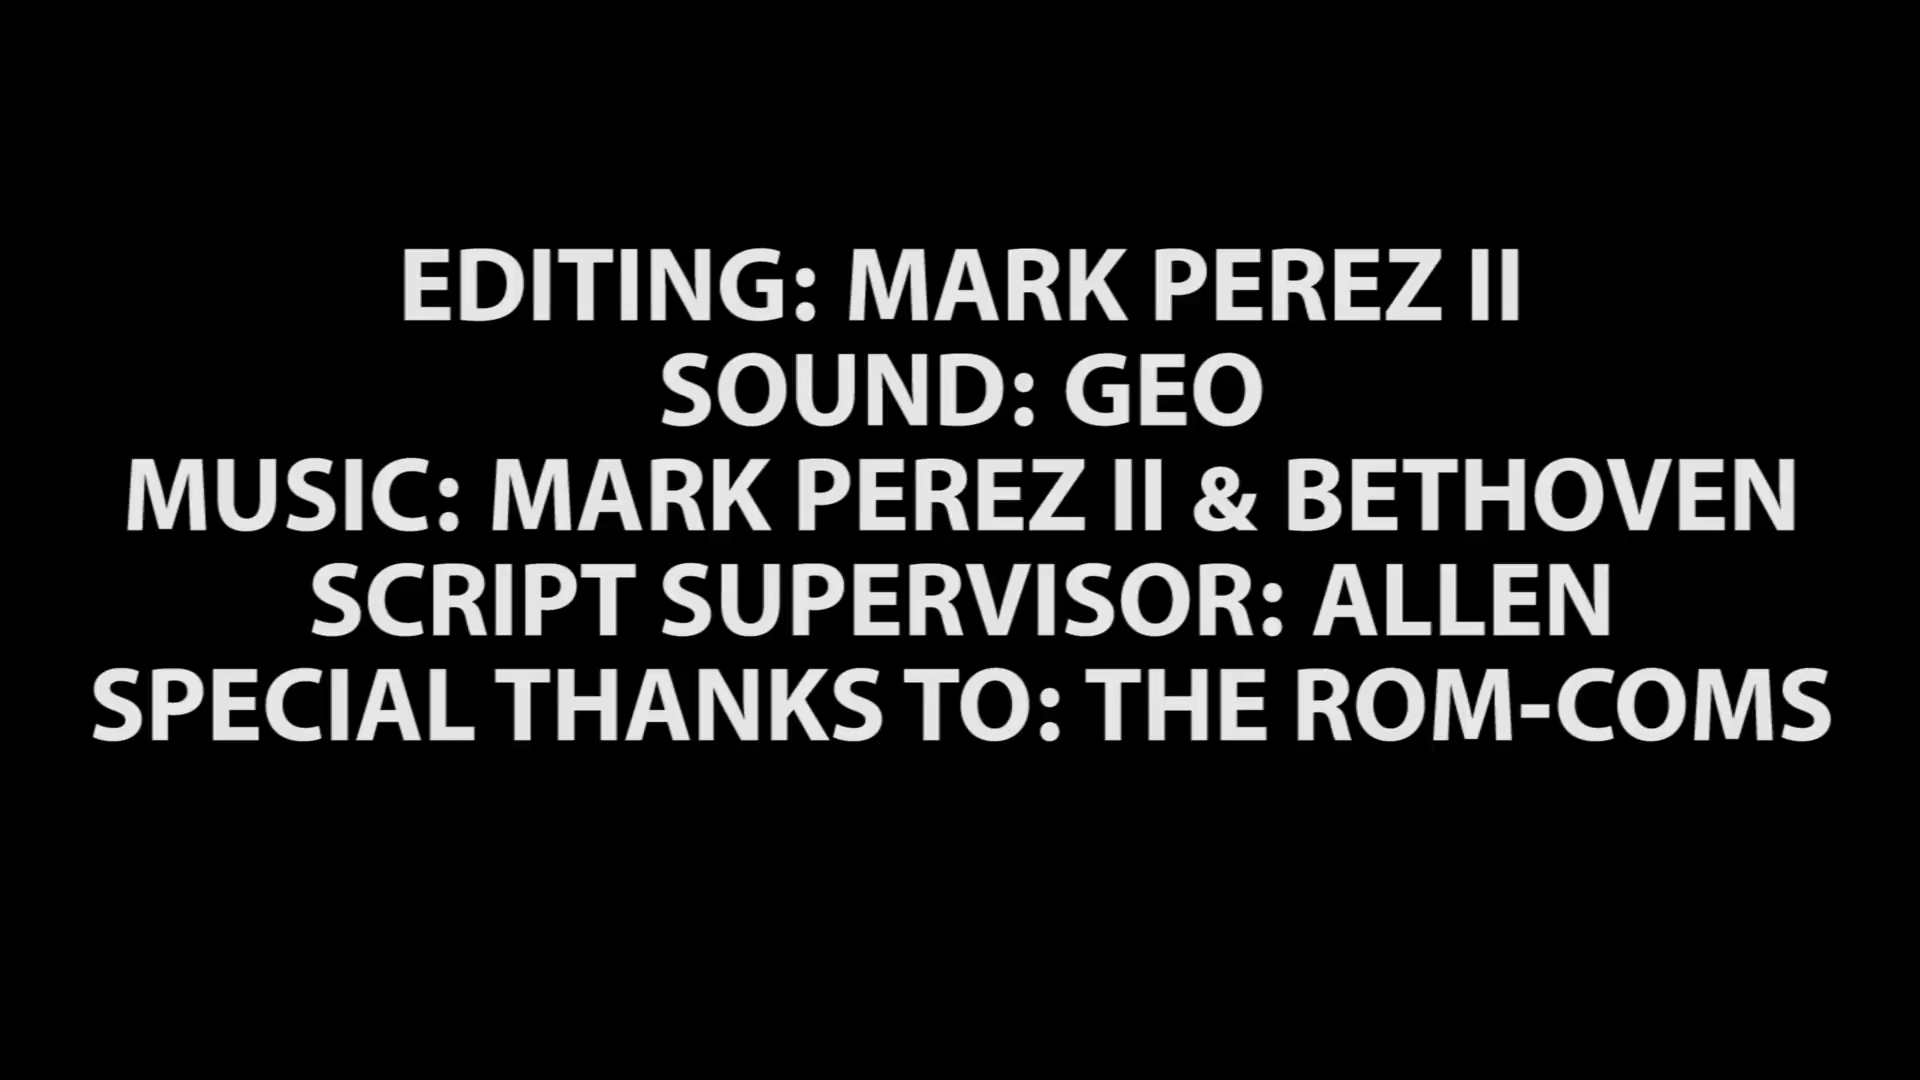 EDITING: MARK PEREZ II
SOUND: GEO
MUSIC: MARK PEREZ II & BETHOVEN
SCRIPT SUPERVISOR: ALLEN
SPECIAL THANKS TO: THE ROM-COMS